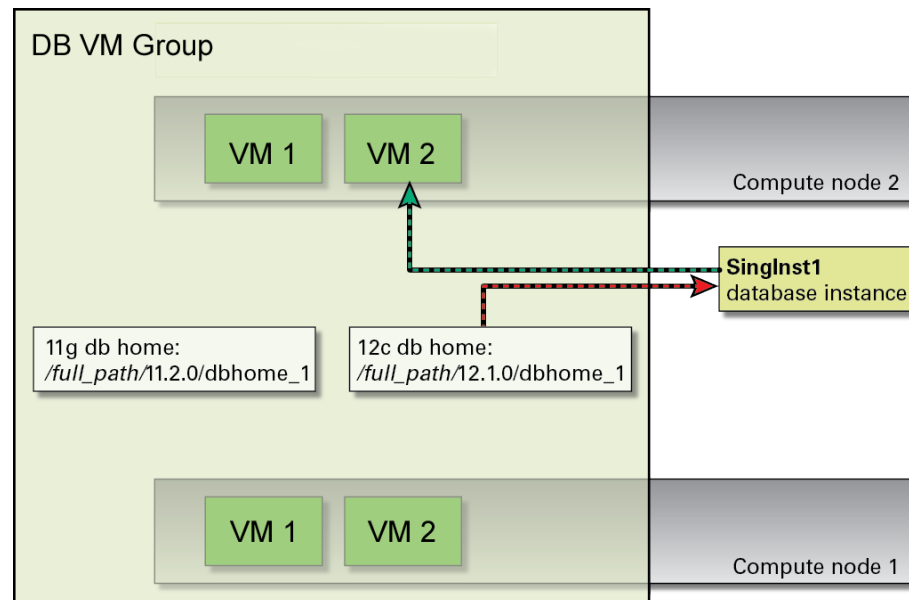 DB VM Group
VM 1
VM 2
Compute node 2
SingInst1
database instance
11g db home:
/full_path/11.2.0/dbhome_1
12c db home:
/full_path/12.1.0/dbhome_1
VM 1
VM 2
Compute node 1